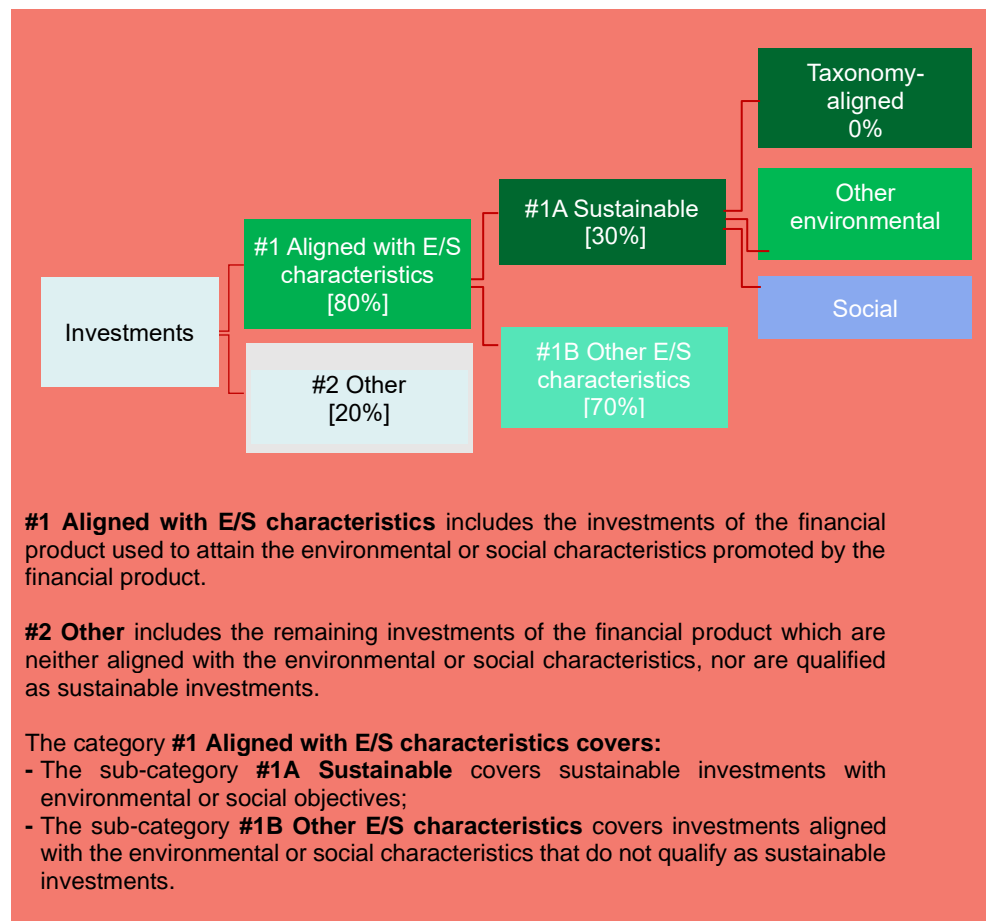 Taxonomy-
aligned
0%
Other
environmental
#1A Sustainable
[30%]
#1 Aligned with E/S
characteristics
[80%]
Social
Investments
#1B Other E/S
characteristics
[70%]
#2 Other
[20%]
#1 Aligned with E/S characteristics includes the investments of the financial
product used to attain the environmental or social characteristics promoted by the
financial product.
#2 Other includes the remaining investments of the financial product which are
neither aligned with the environmental or social characteristics, nor are qualified
as sustainable investments.
The category #1 Aligned with E/S characteristics covers:
- The sub-category #1A Sustainable covers sustainable investments with
environmental or social objectives;
- The sub-category #1B Other E/S characteristics covers investments aligned
with the environmental or social characteristics that do not qualify as sustainable
investments.